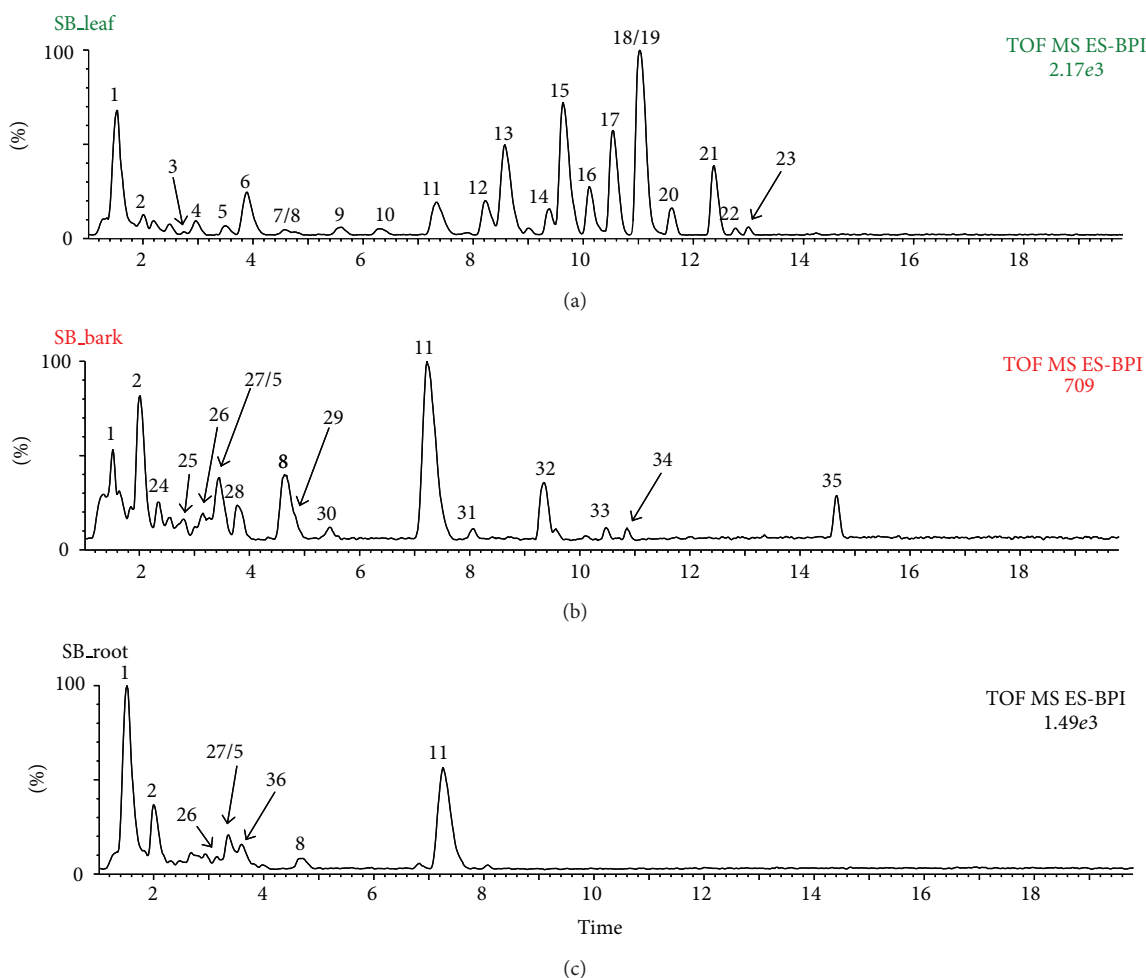 SB_leaf
TOF MS ES-BPI
2.17e3
100
(%)
0
1 2 3 4 5 6 7/8 9 10 11 12 13 14 15 16 17 18/19 20 21 22 23
2 4 6 8 10 12 14 16 18
(a)
SB_bark
TOF MS ES-BPI
709
100
(%)
0
1 2 24 25 26 27/5 28 8 29 30 11 31 32 33 34 35
2 4 6 8 10 12 14 16 18
(b)
SB_root
TOF MS ES-BPI
1.49e3
100
(%)
0
1 2 26 27/5 36 8 11
2 4 6 8 10 12 14 16 18
Time
(c)